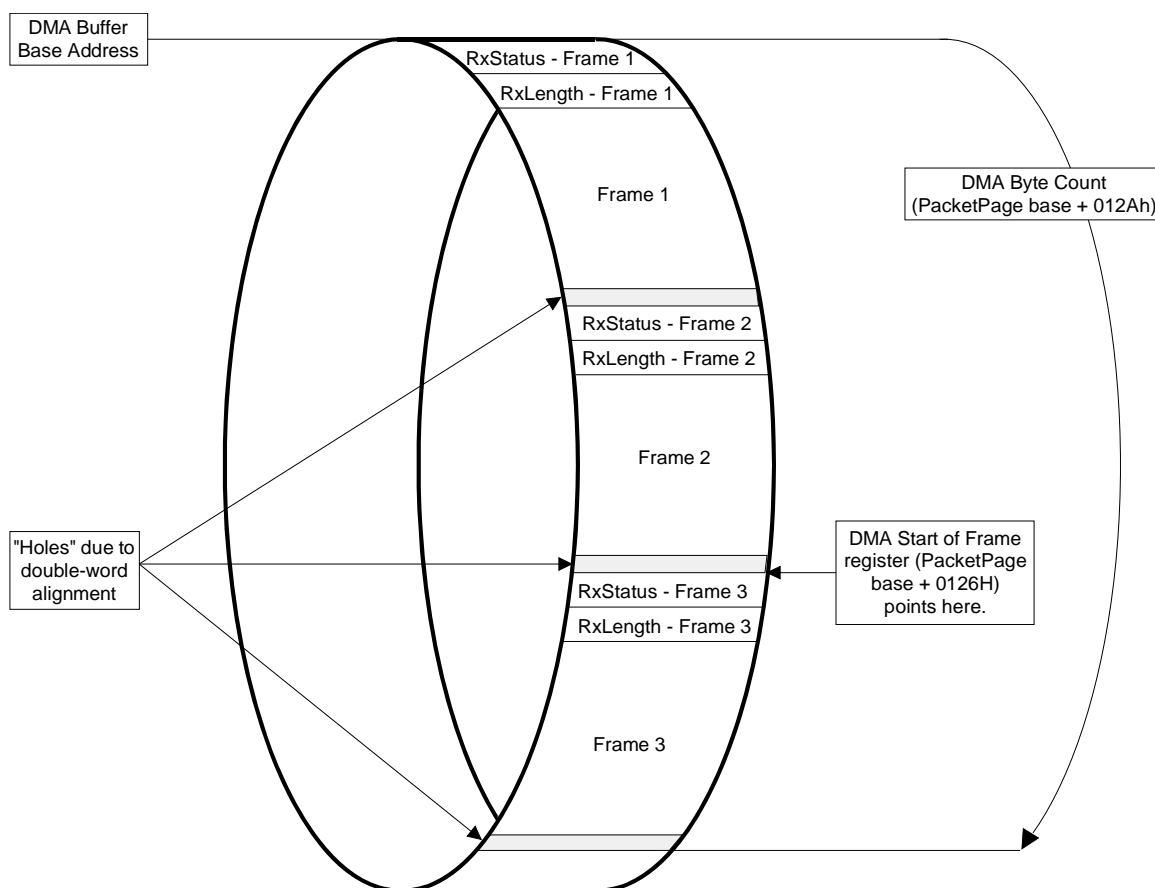 DMA Buffer
Base Address
RxStatus - Frame 1
RxLength - Frame 1
Frame 1
DMA Byte Count
(PacketPage base + 012Ah)
RxStatus - Frame 2
RxLength - Frame 2
Frame 2
"Holes" due to
double-word
alignment
DMA Start of Frame
register (PacketPage
base + 0126H)
points here.
RxStatus - Frame 3
RxLength - Frame 3
Frame 3